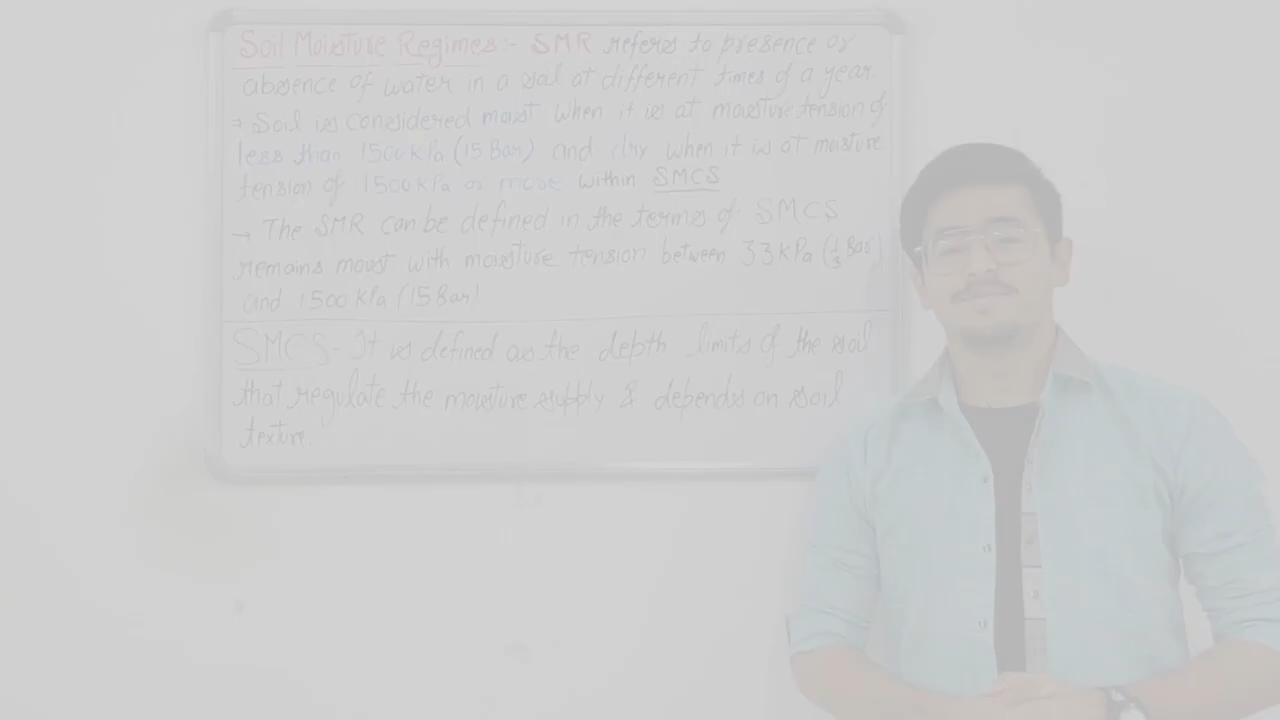 Soil Moisture Regimes:- SMR refers to presence or
absence of water in a soil at different times of a year.
→ Soil is considered moist when it is at moisture tension of
less than 1500 kPa (15 Bar) and dry when it is at moisture
tension of 1500 kPa or more within SMCS
→ The SMR can be defined in the terms of SMCS
remains moist with moisture tension between 33 kPa (1/3 Bar)
and 1500 kPa (15 Bar)
SMCS- It is defined as the depth limits of the soil
that regulate the moisture supply & depends on soil
texture.